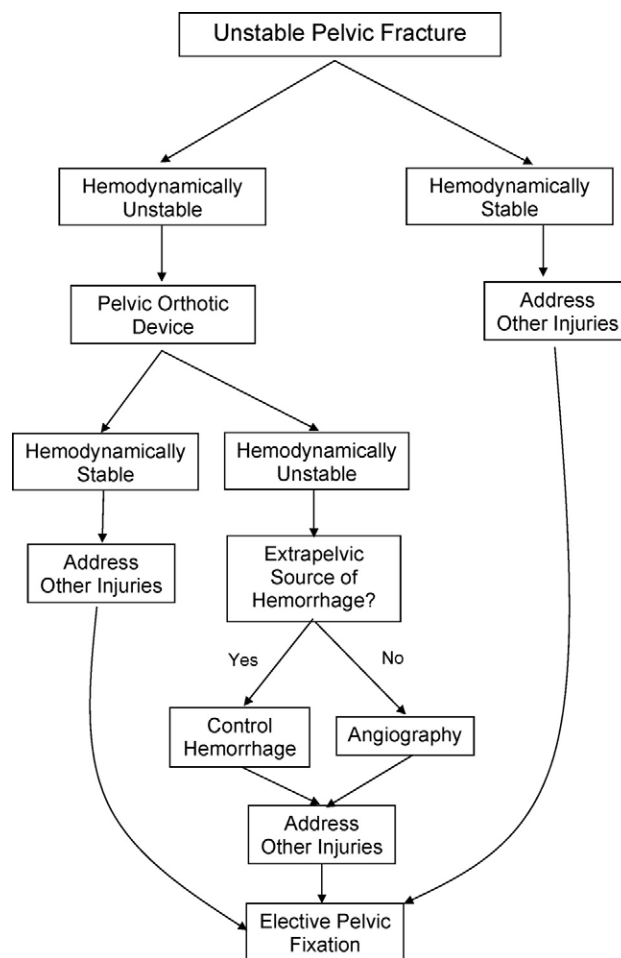 Unstable Pelvic Fracture
Hemodynamically
Unstable
Hemodynamically
Stable
Pelvic Orthotic
Device
Address
Other Injuries
Hemodynamically
Stable
Hemodynamically
Unstable
Address
Other Injuries
Extrapelvic
Source of
Hemorrhage?
Yes
No
Control
Hemorrhage
Angiography
Address
Other Injuries
Elective Pelvic
Fixation